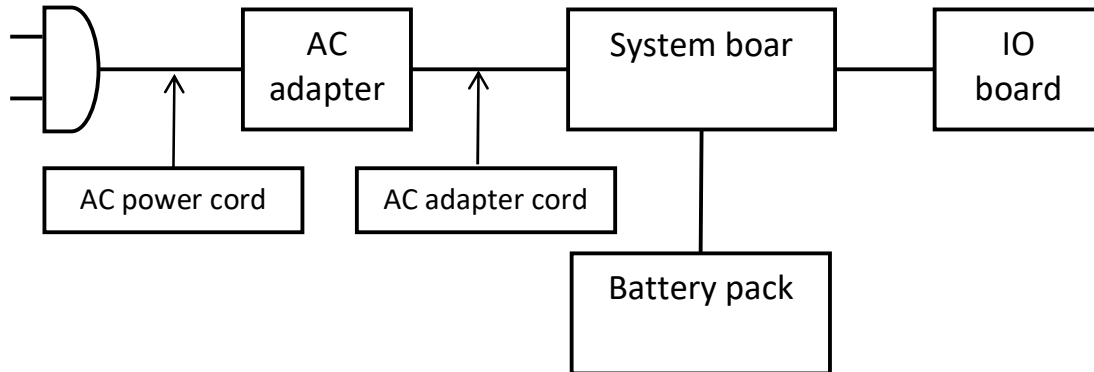 AC
adapter
System boar
IO
board
AC power cord
AC adapter cord
Battery pack